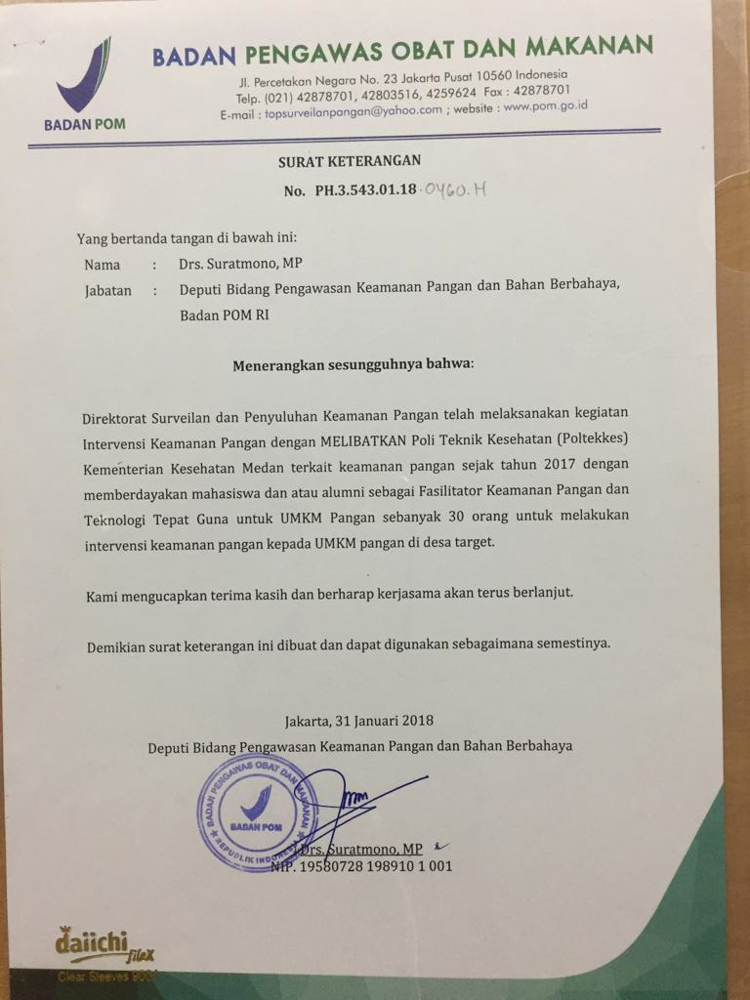 BADAN PENGAWAS OBAT DAN MAKANAN
Jl. Percetakan Negara No. 23 Jakarta Pusat 10560 Indonesia
Telp. (021) 42878701, 42803516, 4259624 Fax : 42878701
E-mail : topsurveilanpangan@yahoo.com ; website : www.pom.go.id
BADAN POM
SURAT KETERANGAN
No. PH.3.543.01.18.0460.H
Yang bertanda tangan di bawah ini:
Nama : Drs. Suratmono, MP
Jabatan : Deputi Bidang Pengawasan Keamanan Pangan dan Bahan Berbahaya,
Badan POM RI
Menerangkan sesungguhnya bahwa:
Direktorat Surveilan dan Penyuluhan Keamanan Pangan telah melaksanakan kegiatan
Intervensi Keamanan Pangan dengan MELIBATKAN Poli Teknik Kesehatan (Poltekkes)
Kementerian Kesehatan Medan terkait keamanan pangan sejak tahun 2017 dengan
memberdayakan mahasiswa dan atau alumni sebagai Fasilitator Keamanan Pangan dan
Teknologi Tepat Guna untuk UMKM Pangan sebanyak 30 orang untuk melakukan
intervensi keamanan pangan kepada UMKM pangan di desa target.
Kami mengucapkan terima kasih dan berharap kerjasama akan terus berlanjut.
Demikian surat keterangan ini dibuat dan dapat digunakan sebagaimana semestinya.
Jakarta, 31 Januari 2018
Deputi Bidang Pengawasan Keamanan Pangan dan Bahan Berbahaya
BADAN PENGAWAS OBAT DAN MAKANAN
BADAN POM
REPUBLIK INDONESIA
Drs. Suratmono, MP
NIP. 19580728 198910 1 001
daiichi
filex
Clear Sleeves